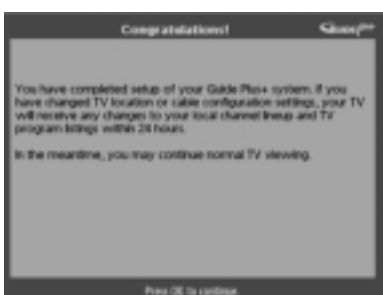 Congratulations!
You have completed setup of your Guide Plus+ system. If you
have changed TV location or cable configuration settings, your TV
will receive any changes to your local channel lineup and TV
program listings within 24 hours.
In the meantime, you may continue normal TV viewing.
Press OK to continue